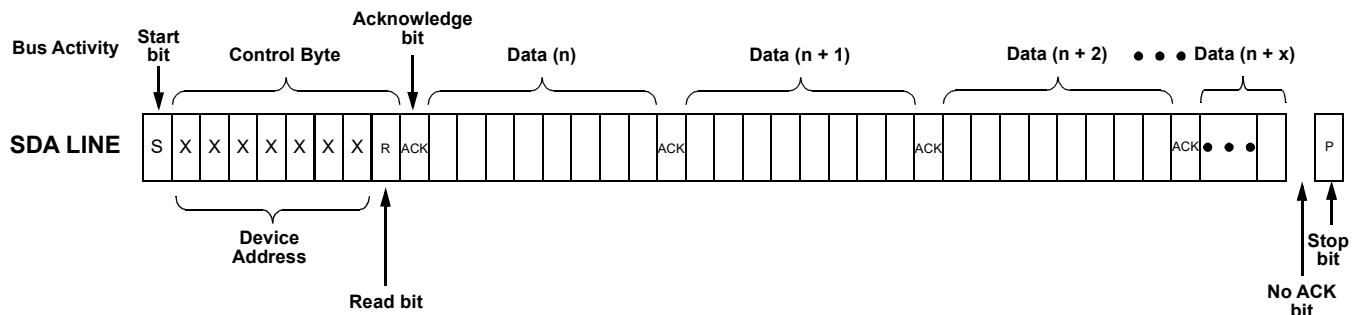 Bus Activity
Start
bit
Control Byte
Acknowledge
bit
Data (n)
Data (n + 1)
Data (n + 2) • • • Data (n + x)
SDA LINE
S X X X X X X X R ACK ACK ACK ACK • • • P
Device
Address
Read bit
No ACK
bit
Stop
bit